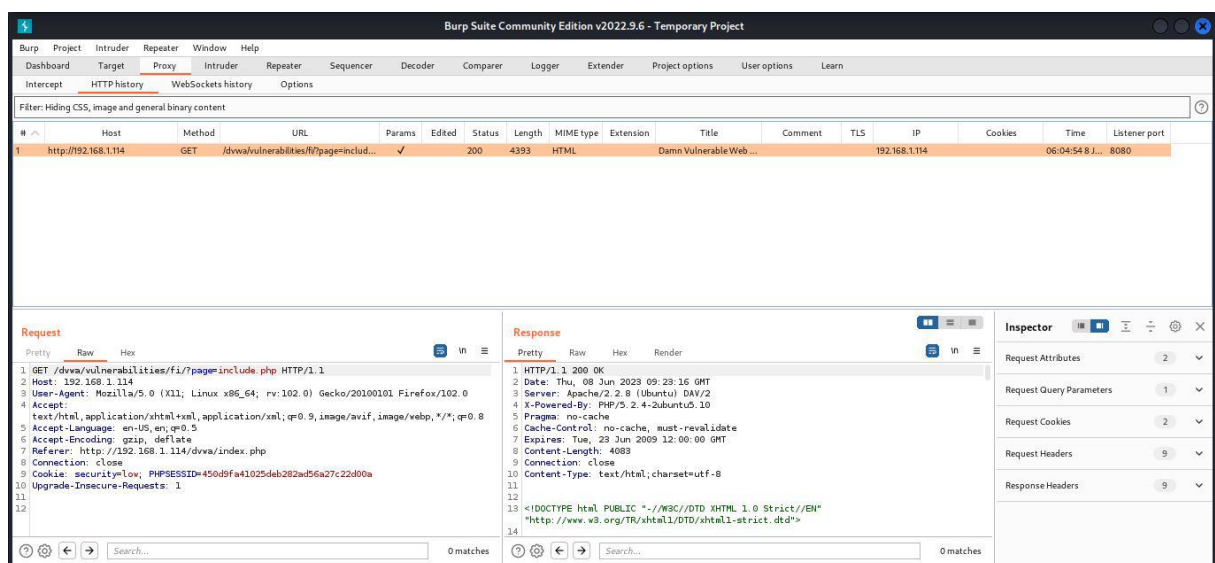 Burp Suite Community Edition v2022.9.6 - Temporary Project
Burp Project Intruder Repeater Window Help
Dashboard Target Proxy Intruder Repeater Sequencer Decoder Comparer Logger Extender Project options User options Learn
Intercept HTTP history WebSockets history Options
Filter: Hiding CSS, image and general binary content
# Host Method URL Params Edited Status Length MIME type Extension Title Comment TLS IP Cookies Time Listener port
1 http://192.168.1.114 GET /dvwa/vulnerabilities/fi/?page=includ... ✓ 200 4393 HTML Damn Vulnerable Web ... 192.168.1.114 06:04:54 8 J... 8080
Request
Pretty Raw Hex
\n
1 GET /dvwa/vulnerabilities/fi/?page=include.php HTTP/1.1
2 Host: 192.168.1.114
3 User-Agent: Mozilla/5.0 (X11; Linux x86_64; rv:102.0) Gecko/20100101 Firefox/102.0
4 Accept:
text/html,application/xhtml+xml,application/xml;q=0.9,image/avif,image/webp,*/*;q=0.8
5 Accept-Language: en-US,en;q=0.5
6 Accept-Encoding: gzip, deflate
7 Referer: http://192.168.1.114/dvwa/index.php
8 Connection: close
9 Cookie: security=low; PHPSESSID=450d9fa41025deb282ad56a27c22d00a
10 Upgrade-Insecure-Requests: 1
11
12
Search... 0 matches
Response
Pretty Raw Hex Render
\n
1 HTTP/1.1 200 OK
2 Date: Thu, 08 Jun 2023 09:23:16 GMT
3 Server: Apache/2.2.8 (Ubuntu) DAV/2
4 X-Powered-By: PHP/5.2.4-2ubuntu5.10
5 Pragma: no-cache
6 Cache-Control: no-cache, must-revalidate
7 Expires: Tue, 23 Jun 2009 12:00:00 GMT
8 Content-Length: 4083
9 Connection: close
10 Content-Type: text/html;charset=utf-8
11
12
13 <!DOCTYPE html PUBLIC "-//W3C//DTD XHTML 1.0 Strict//EN"
"http://www.w3.org/TR/xhtml1/DTD/xhtml1-strict.dtd">
14
Search... 0 matches
Inspector
Request Attributes 2
Request Query Parameters 1
Request Cookies 2
Request Headers 9
Response Headers 9